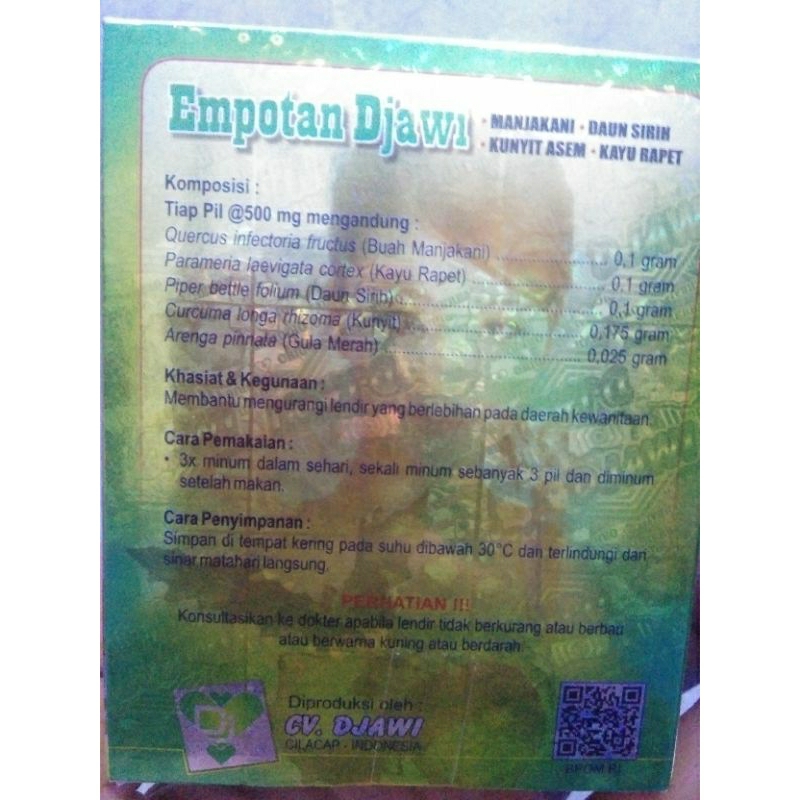 Empotan Djawi
• MANJAKANI • DAUN SIRIH
• KUNYIT ASEM • KAYU RAPET
Komposisi :
Tiap Pil @500 mg mengandung :
Quercus infectoria fructus (Buah Manjakani) ........................ 0,1 gram
Parameria laevigata cortex (Kayu Rapet) ........................ 0,1 gram
Piper bettle folium (Daun Sirih) ........................ 0,1 gram
Curcuma longa rhizoma (Kunyit) ........................ 0,175 gram
Arenga pinnata (Gula Merah) ........................ 0,025 gram
Khasiat & Kegunaan :
Membantu mengurangi lendir yang berlebihan pada daerah kewanitaan.
Cara Pemakaian :
• 3x minum dalam sehari, sekali minum sebanyak 3 pil dan diminum
setelah makan.
Cara Penyimpanan :
Simpan di tempat kering pada suhu dibawah 30°C dan terlindungi dari
sinar matahari langsung.
PERHATIAN !!!
Konsultasikan ke dokter apabila lendir tidak berkurang atau berbau
atau berwarna kuning atau berdarah.
Diproduksi oleh :
CV. DJAWI
CILACAP - INDONESIA
BPOM RI